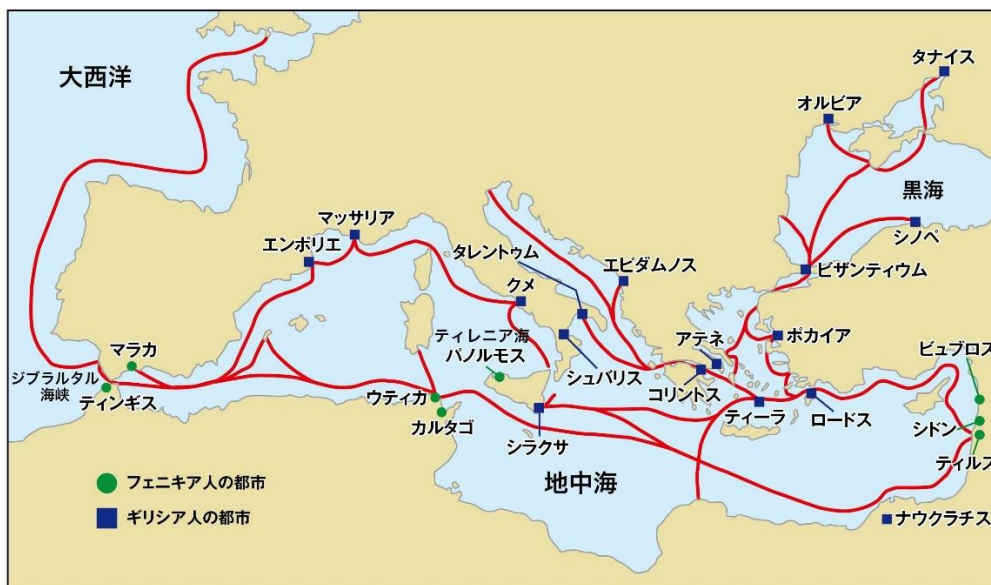 大西洋
タナイス
オルビア
黒海
シノペ
マッサリア
エンポリエ
タレントゥム
エピダムノス
ビザンティウム
クメ
ティレニア海
パノルモス
シュバリス
アテネ
ポカイア
コリントス
ビュブロス
マラカ
ジブラルタル
海峡
ティンギス
ウティカ
カルタゴ
シラクサ
ティーラ
ロードス
シドン
ティルス
地中海
ナウクラチス
フェニキア人の都市
ギリシア人の都市